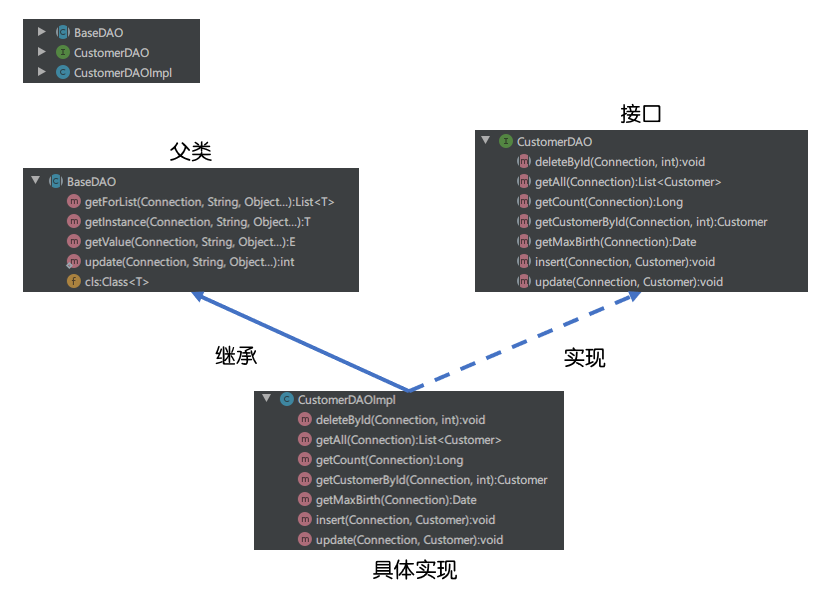 BaseDAO
CustomerDAO
CustomerDAOImpl
父类
BaseDAO
getForList(Connection, String, Object...):List<T>
getInstance(Connection, String, Object...):T
getValue(Connection, String, Object...):E
update(Connection, String, Object...):int
cls:Class<T>
接口
CustomerDAO
deleteById(Connection, int):void
getAll(Connection):List<Customer>
getCount(Connection):Long
getCustomerById(Connection, int):Customer
getMaxBirth(Connection):Date
insert(Connection, Customer):void
update(Connection, Customer):void
继承
实现
CustomerDAOImpl
deleteById(Connection, int):void
getAll(Connection):List<Customer>
getCount(Connection):Long
getCustomerById(Connection, int):Customer
getMaxBirth(Connection):Date
insert(Connection, Customer):void
update(Connection, Customer):void
具体实现